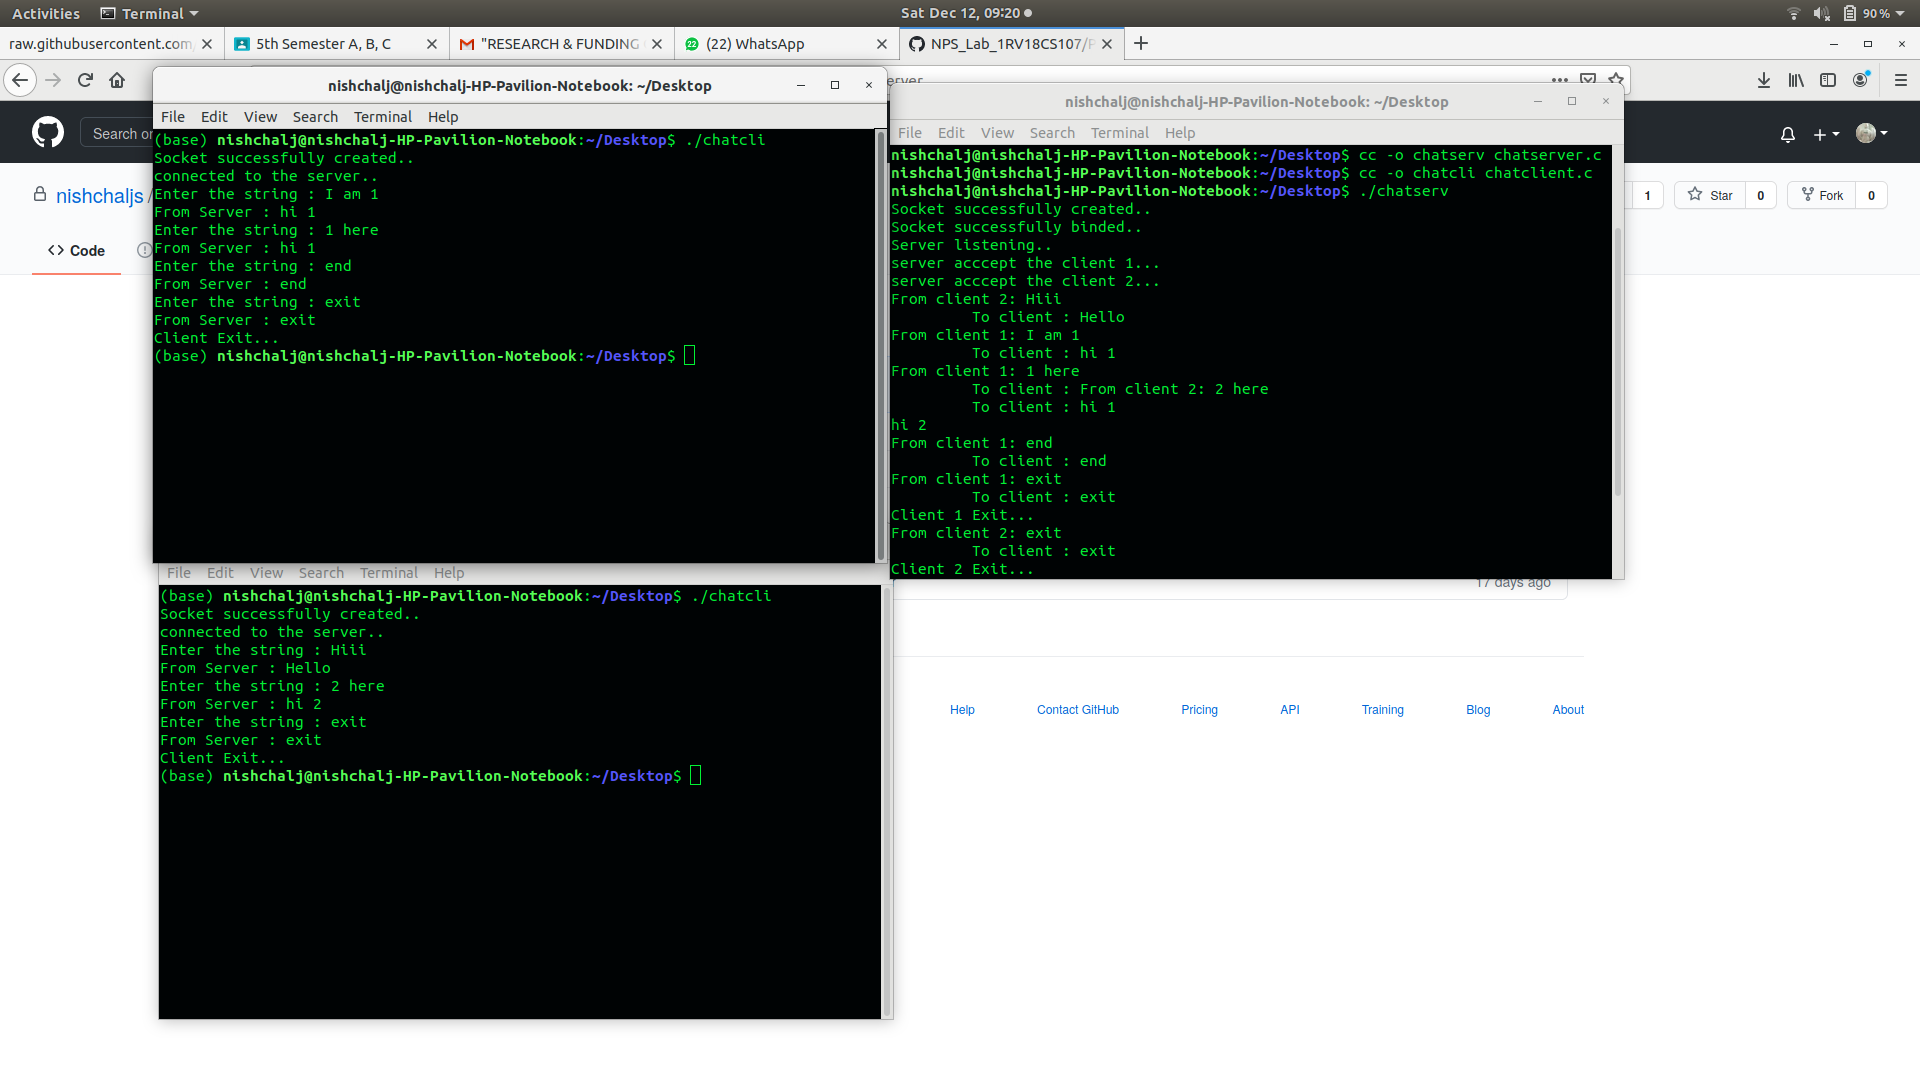 Activities Terminal Sat Dec 12, 09:20 90 %
raw.githubusercontent.com 5th Semester A, B, C "RESEARCH & FUNDING (22) WhatsApp NPS_Lab_1RV18CS107/
server
Search or
nishchaljs /
1 Star 0 Fork 0
Code
nishchalj@nishchalj-HP-Pavilion-Notebook: ~/Desktop
File Edit View Search Terminal Help
(base) nishchalj@nishchalj-HP-Pavilion-Notebook:~/Desktop$ ./chatcli
Socket successfully created..
connected to the server..
Enter the string : I am 1
From Server : hi 1
Enter the string : 1 here
From Server : hi 1
Enter the string : end
From Server : end
Enter the string : exit
From Server : exit
Client Exit...
(base) nishchalj@nishchalj-HP-Pavilion-Notebook:~/Desktop$
nishchalj@nishchalj-HP-Pavilion-Notebook: ~/Desktop
File Edit View Search Terminal Help
nishchalj@nishchalj-HP-Pavilion-Notebook:~/Desktop$ cc -o chatserv chatserver.c
nishchalj@nishchalj-HP-Pavilion-Notebook:~/Desktop$ cc -o chatcli chatclient.c
nishchalj@nishchalj-HP-Pavilion-Notebook:~/Desktop$ ./chatserv
Socket successfully created..
Socket successfully binded..
Server listening..
server acccept the client 1...
server acccept the client 2...
From client 2: Hiii
To client : Hello
From client 1: I am 1
To client : hi 1
From client 1: 1 here
To client : From client 2: 2 here
To client : hi 1
hi 2
From client 1: end
To client : end
From client 1: exit
To client : exit
Client 1 Exit...
From client 2: exit
To client : exit
Client 2 Exit...
17 days ago
File Edit View Search Terminal Help
(base) nishchalj@nishchalj-HP-Pavilion-Notebook:~/Desktop$ ./chatcli
Socket successfully created..
connected to the server..
Enter the string : Hiii
From Server : Hello
Enter the string : 2 here
From Server : hi 2
Enter the string : exit
From Server : exit
Client Exit...
(base) nishchalj@nishchalj-HP-Pavilion-Notebook:~/Desktop$
Help Contact GitHub Pricing API Training Blog About